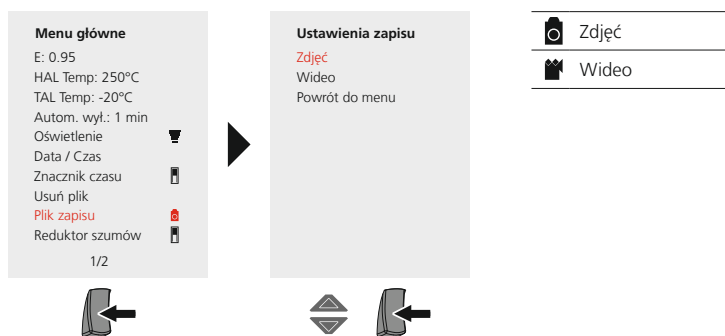 Menu główne
E: 0.95
HAL Temp: 250°C
TAL Temp: -20°C
Autom. wył.: 1 min
Oświetlenie
Data / Czas
Znacznik czasu
Usuń plik
Plik zapisu
Reduktor szumów
1/2
Ustawienia zapisu
Zdjęć
Wideo
Powrót do menu
Zdjęć
Wideo